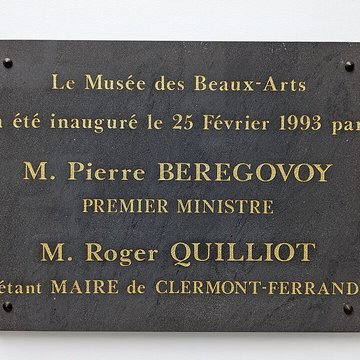 Le Musée des Beaux-Arts
a été inauguré le 25 Février 1993 par
M. Pierre BEREGOVOY
PREMIER MINISTRE
M. Roger QUILLIOT
étant MAIRE de CLERMONT-FERRAND